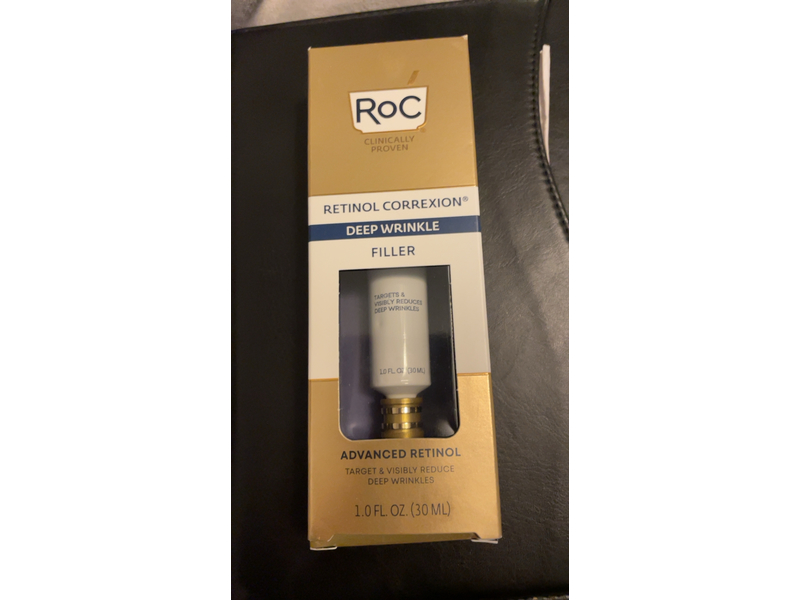 RoC®
CLINICALLY
PROVEN
RETINOL CORREXION®
DEEP WRINKLE
FILLER
TARGETS &
VISIBLY REDUCES
DEEP WRINKLES
1.0 FL. OZ. (30 ML)
ADVANCED RETINOL
TARGET & VISIBLY REDUCE
DEEP WRINKLES
1.0 FL. OZ. (30 ML)